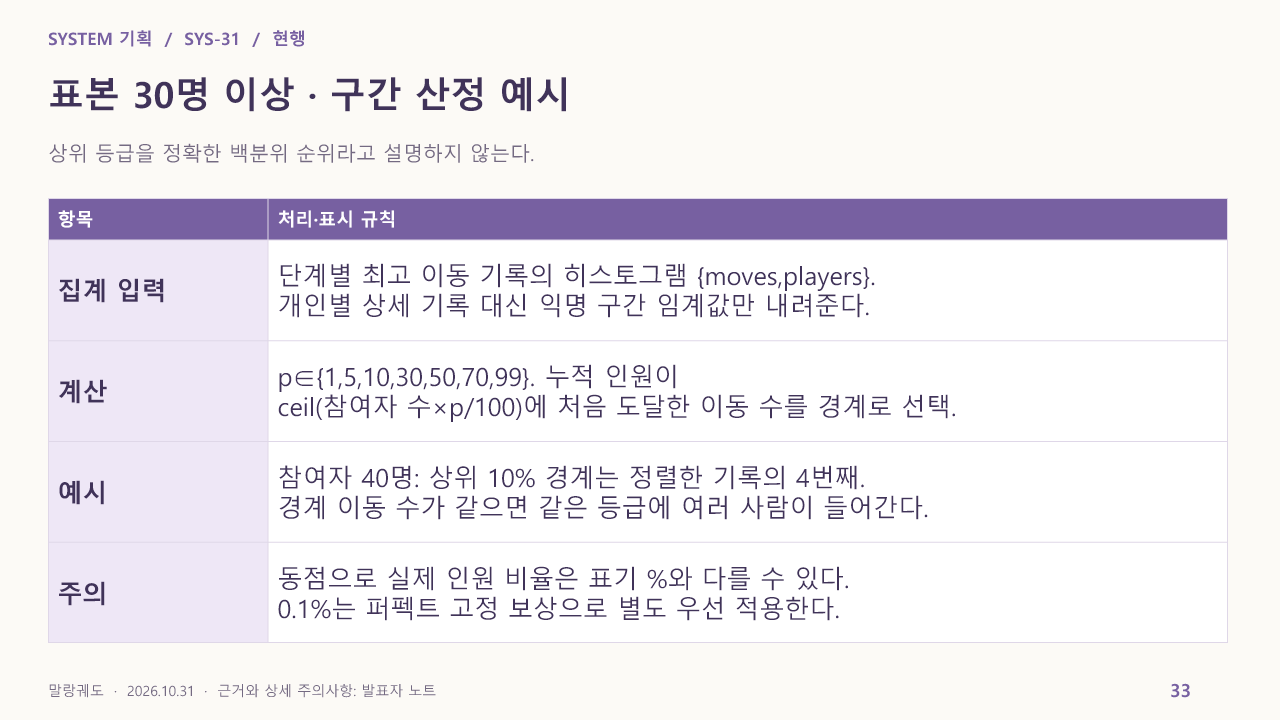 SYSTEM 기획 / SYS-31 / 현행
표본 30명 이상 · 구간 산정 예시
상위 등급을 정확한 백분위 순위라고 설명하지 않는다.
항목 처리·표시 규칙
집계 입력
단계별 최고 이동 기록의 히스토그램 {moves,players}.
개인별 상세 기록 대신 익명 구간 임계값만 내려준다.
계산
p∈{1,5,10,30,50,70,99}. 누적 인원이
ceil(참여자 수×p/100)에 처음 도달한 이동 수를 경계로 선택.
예시
참여자 40명: 상위 10% 경계는 정렬한 기록의 4번째.
경계 이동 수가 같으면 같은 등급에 여러 사람이 들어간다.
주의
동점으로 실제 인원 비율은 표기 %와 다를 수 있다.
0.1%는 퍼펙트 고정 보상으로 별도 우선 적용한다.
말랑궤도 · 2026.10.31 · 근거와 상세 주의사항: 발표자 노트
33